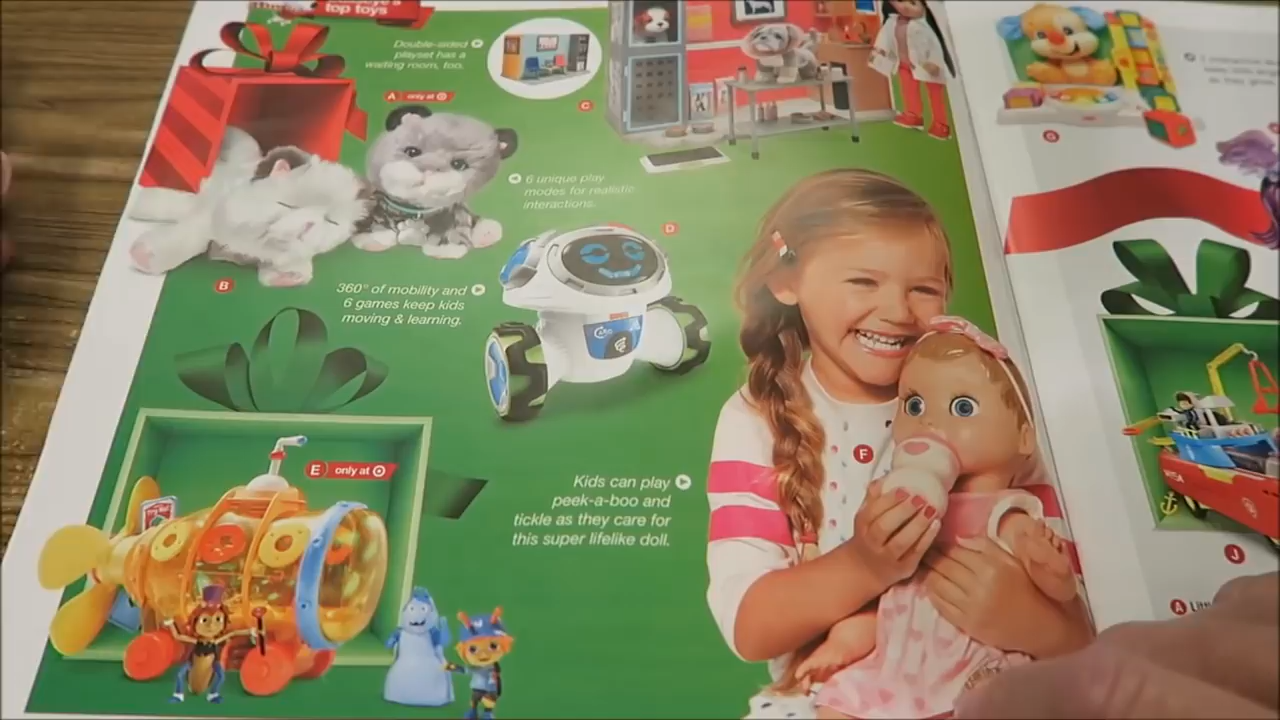 top toys
Double-sided
playset has a
waiting room, too.
A only at
C
G
6 unique play
modes for realistic
interactions.
D
B
360° of mobility and
6 games keep kids
moving & learning.
E only at
Kids can play
peek-a-boo and
tickle as they care for
this super lifelike doll.
F
J
A